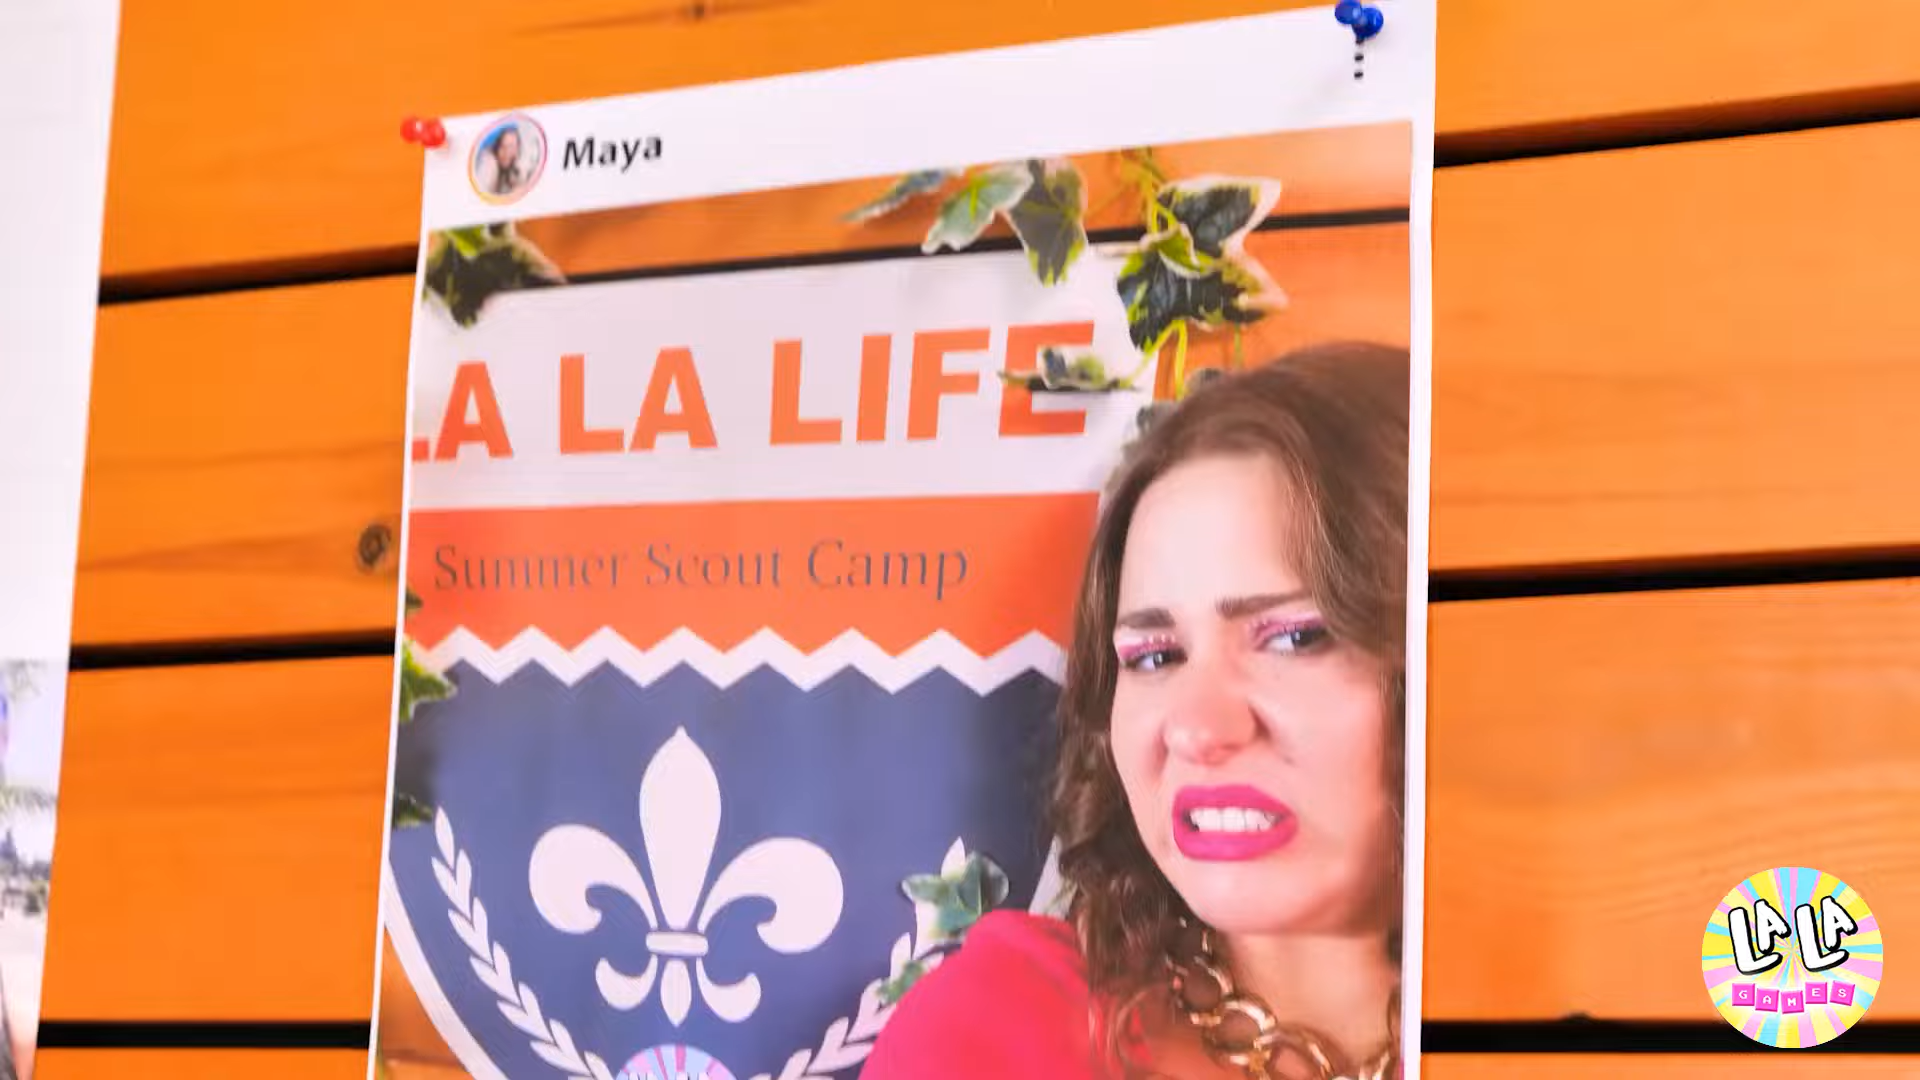 Maya
LA LA LIFE
Summer Scout Camp
LA LA
GAMES